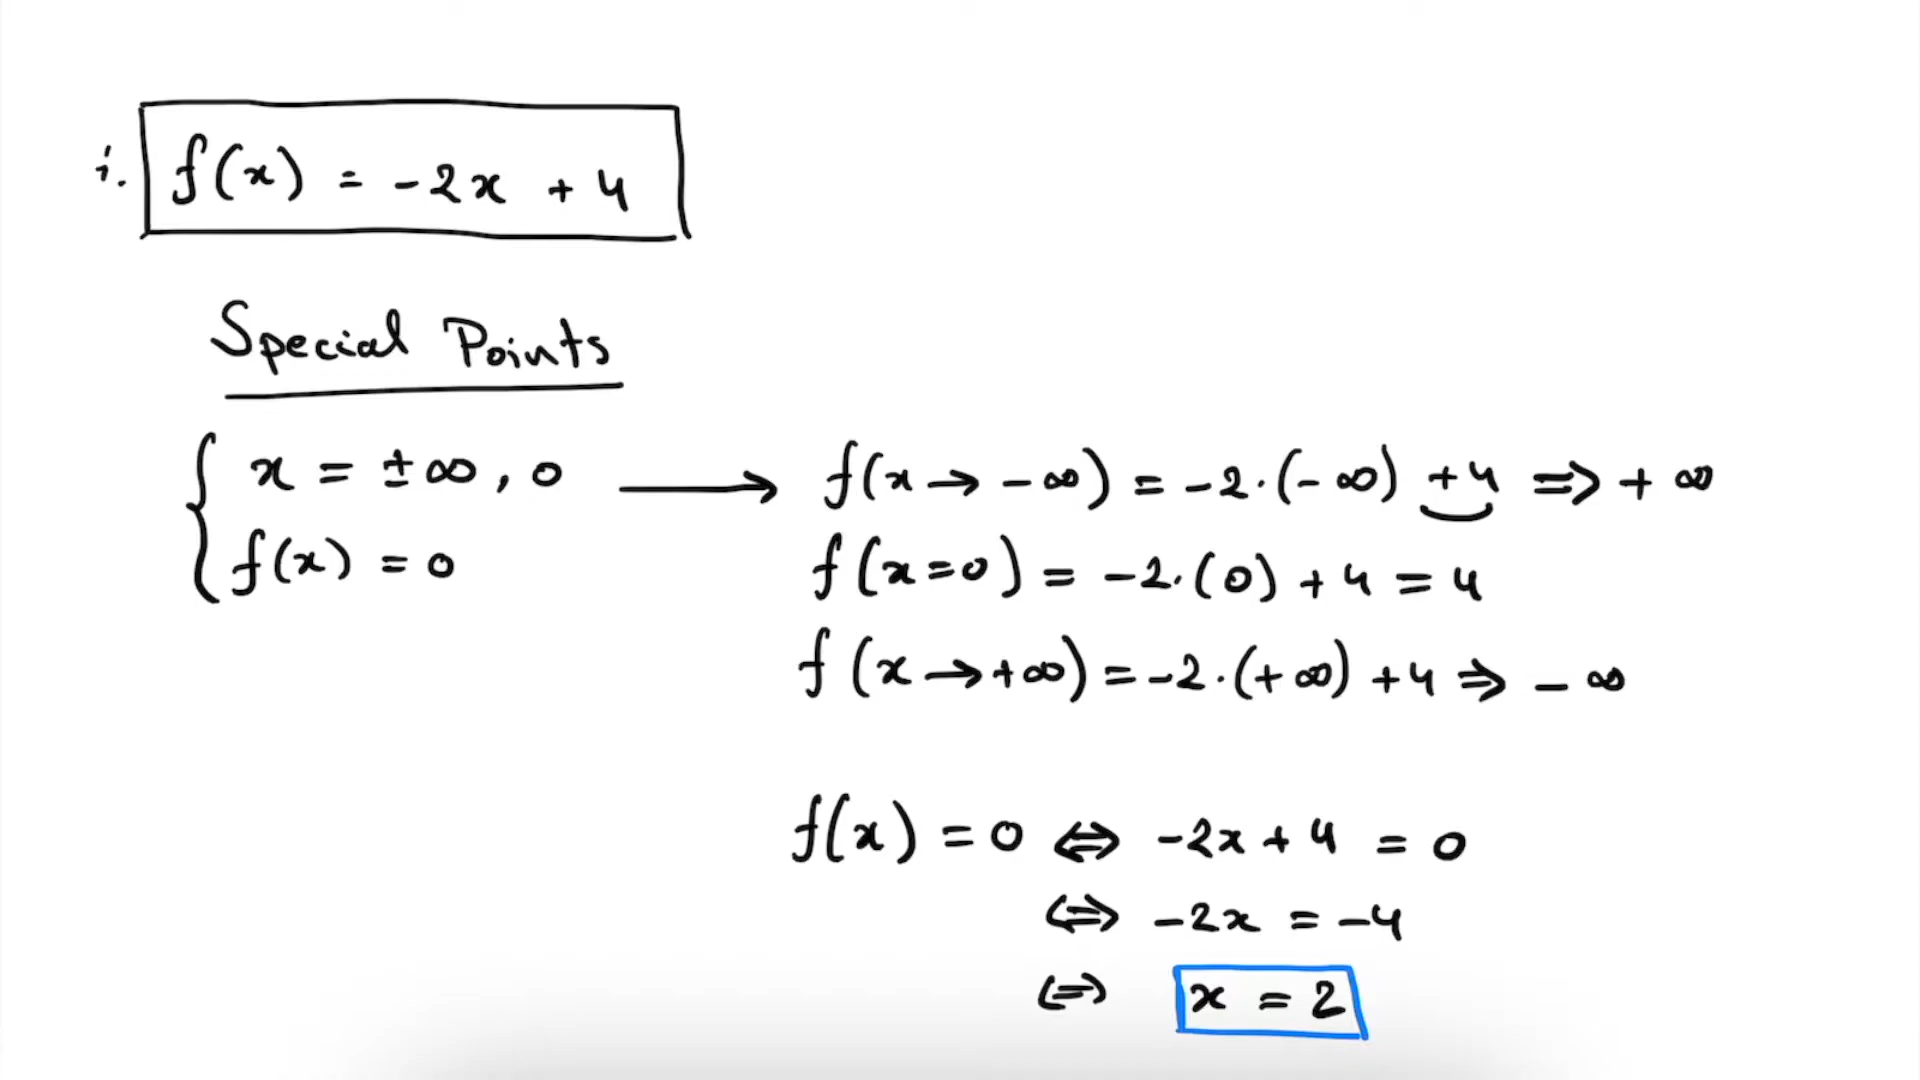 i. f(x) = -2x + 4
Special Points
x = ±∞, 0 ⟶ f(x → -∞) = -2·(-∞) +4 ⇒ +∞
f(x) = 0
f(x=0) = -2·(0) + 4 = 4
f(x → +∞) = -2·(+∞) +4 ⇒ -∞
f(x) = 0 ⇔ -2x + 4 = 0
⇔ -2x = -4
⇔ x = 2